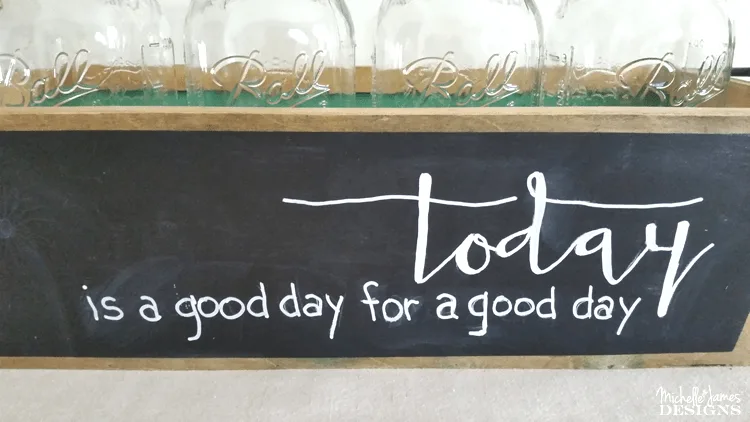 Ball Ball Ball Ball
today
is a good day for a good day
Michelle James
DESIGNS